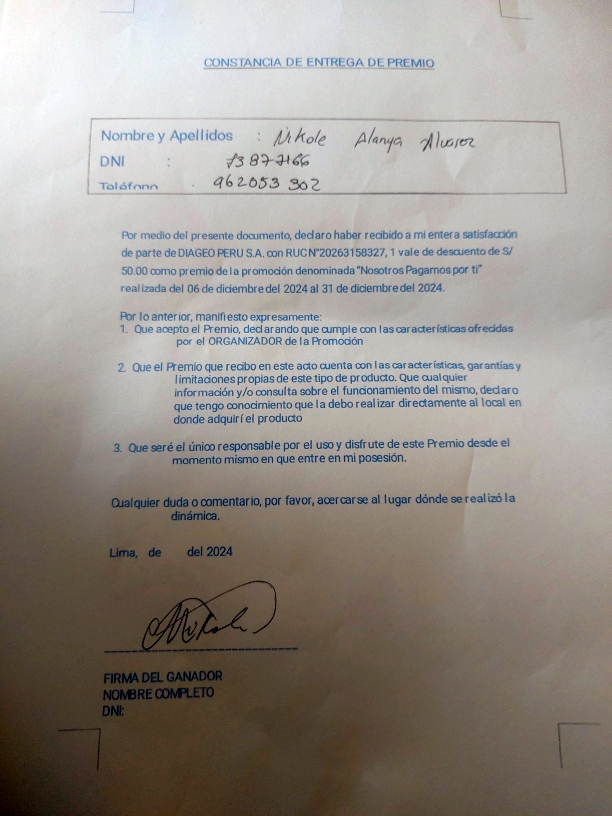 CONSTANCIA DE ENTREGA DE PREMIO
Nombre y Apellidos : Nikole Alanya Alvarez
DNI : 73877166
Teléfono : 962053 302
Por medio del presente documento, declaro haber recibido a mi entera satisfacción
de parte de DIAGEO PERU S.A. con RUC N°20263158327, 1 vale de descuento de S/
50.00 como premio de la promoción denominada "Nosotros Pagamos por ti"
realizada del 06 de diciembre del 2024 al 31 de diciembre del 2024.
Por lo anterior, manifiesto expresamente:
1. Que acepto el Premio, declarando que cumple con las características ofrecidas
por el ORGANIZADOR de la Promoción
2. Que el Premio que recibo en este acto cuenta con las características, garantías y
limitaciones propias de este tipo de producto. Que cualquier
información y/o consulta sobre el funcionamiento del mismo, declaro
que tengo conocimiento que la debo realizar directamente al local en
donde adquirí el producto
3. Que seré el único responsable por el uso y disfrute de este Premio desde el
momento mismo en que entre en mi posesión.
Cualquier duda o comentario, por favor, acercarse al lugar dónde se realizó la
dinámica.
Lima, de del 2024
FIRMA DEL GANADOR
NOMBRE COMPLETO
DNI: